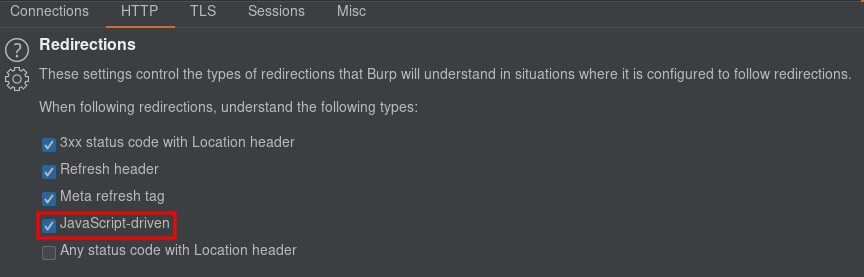 Connections HTTP TLS Sessions Misc
Redirections
These settings control the types of redirections that Burp will understand in situations where it is configured to follow redirections.
When following redirections, understand the following types:
3xx status code with Location header
Refresh header
Meta refresh tag
JavaScript-driven
Any status code with Location header